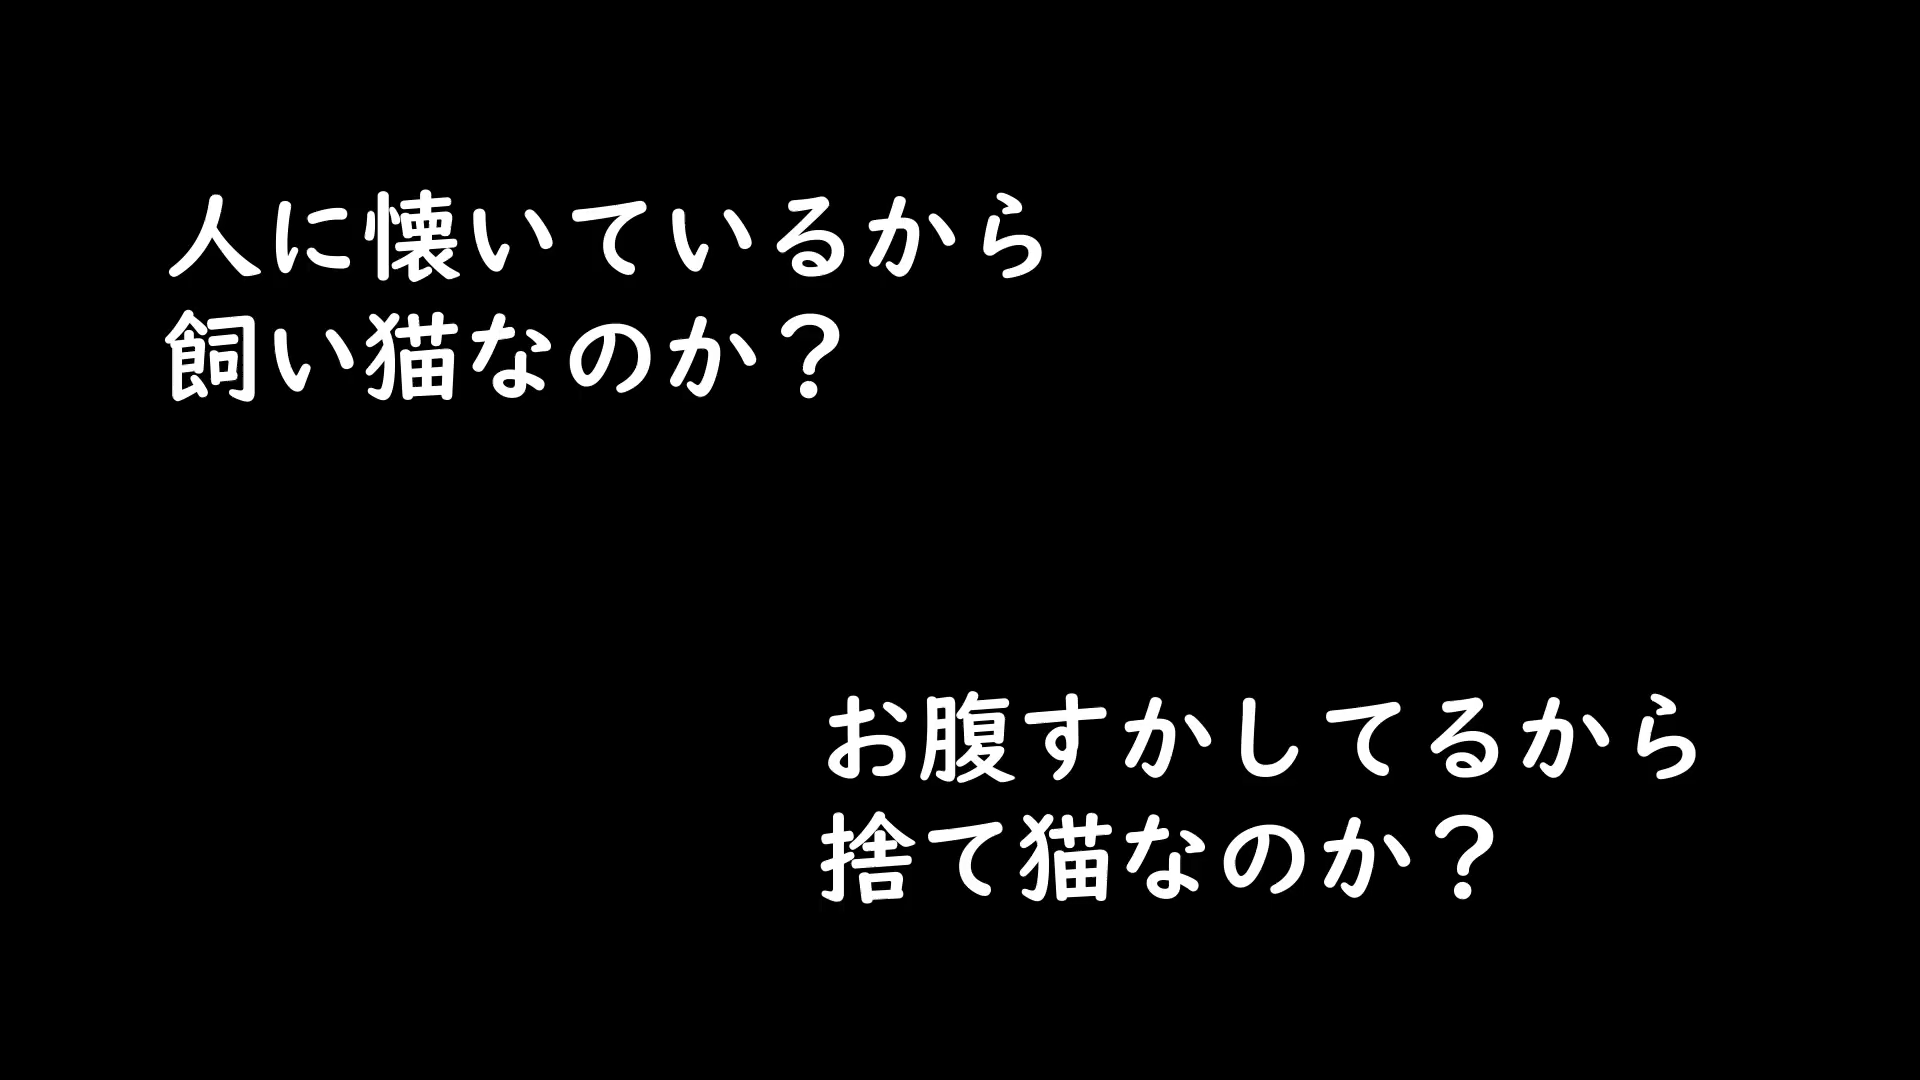 人に懐いているから
飼い猫なのか？
お腹すかしてるから
捨て猫なのか？